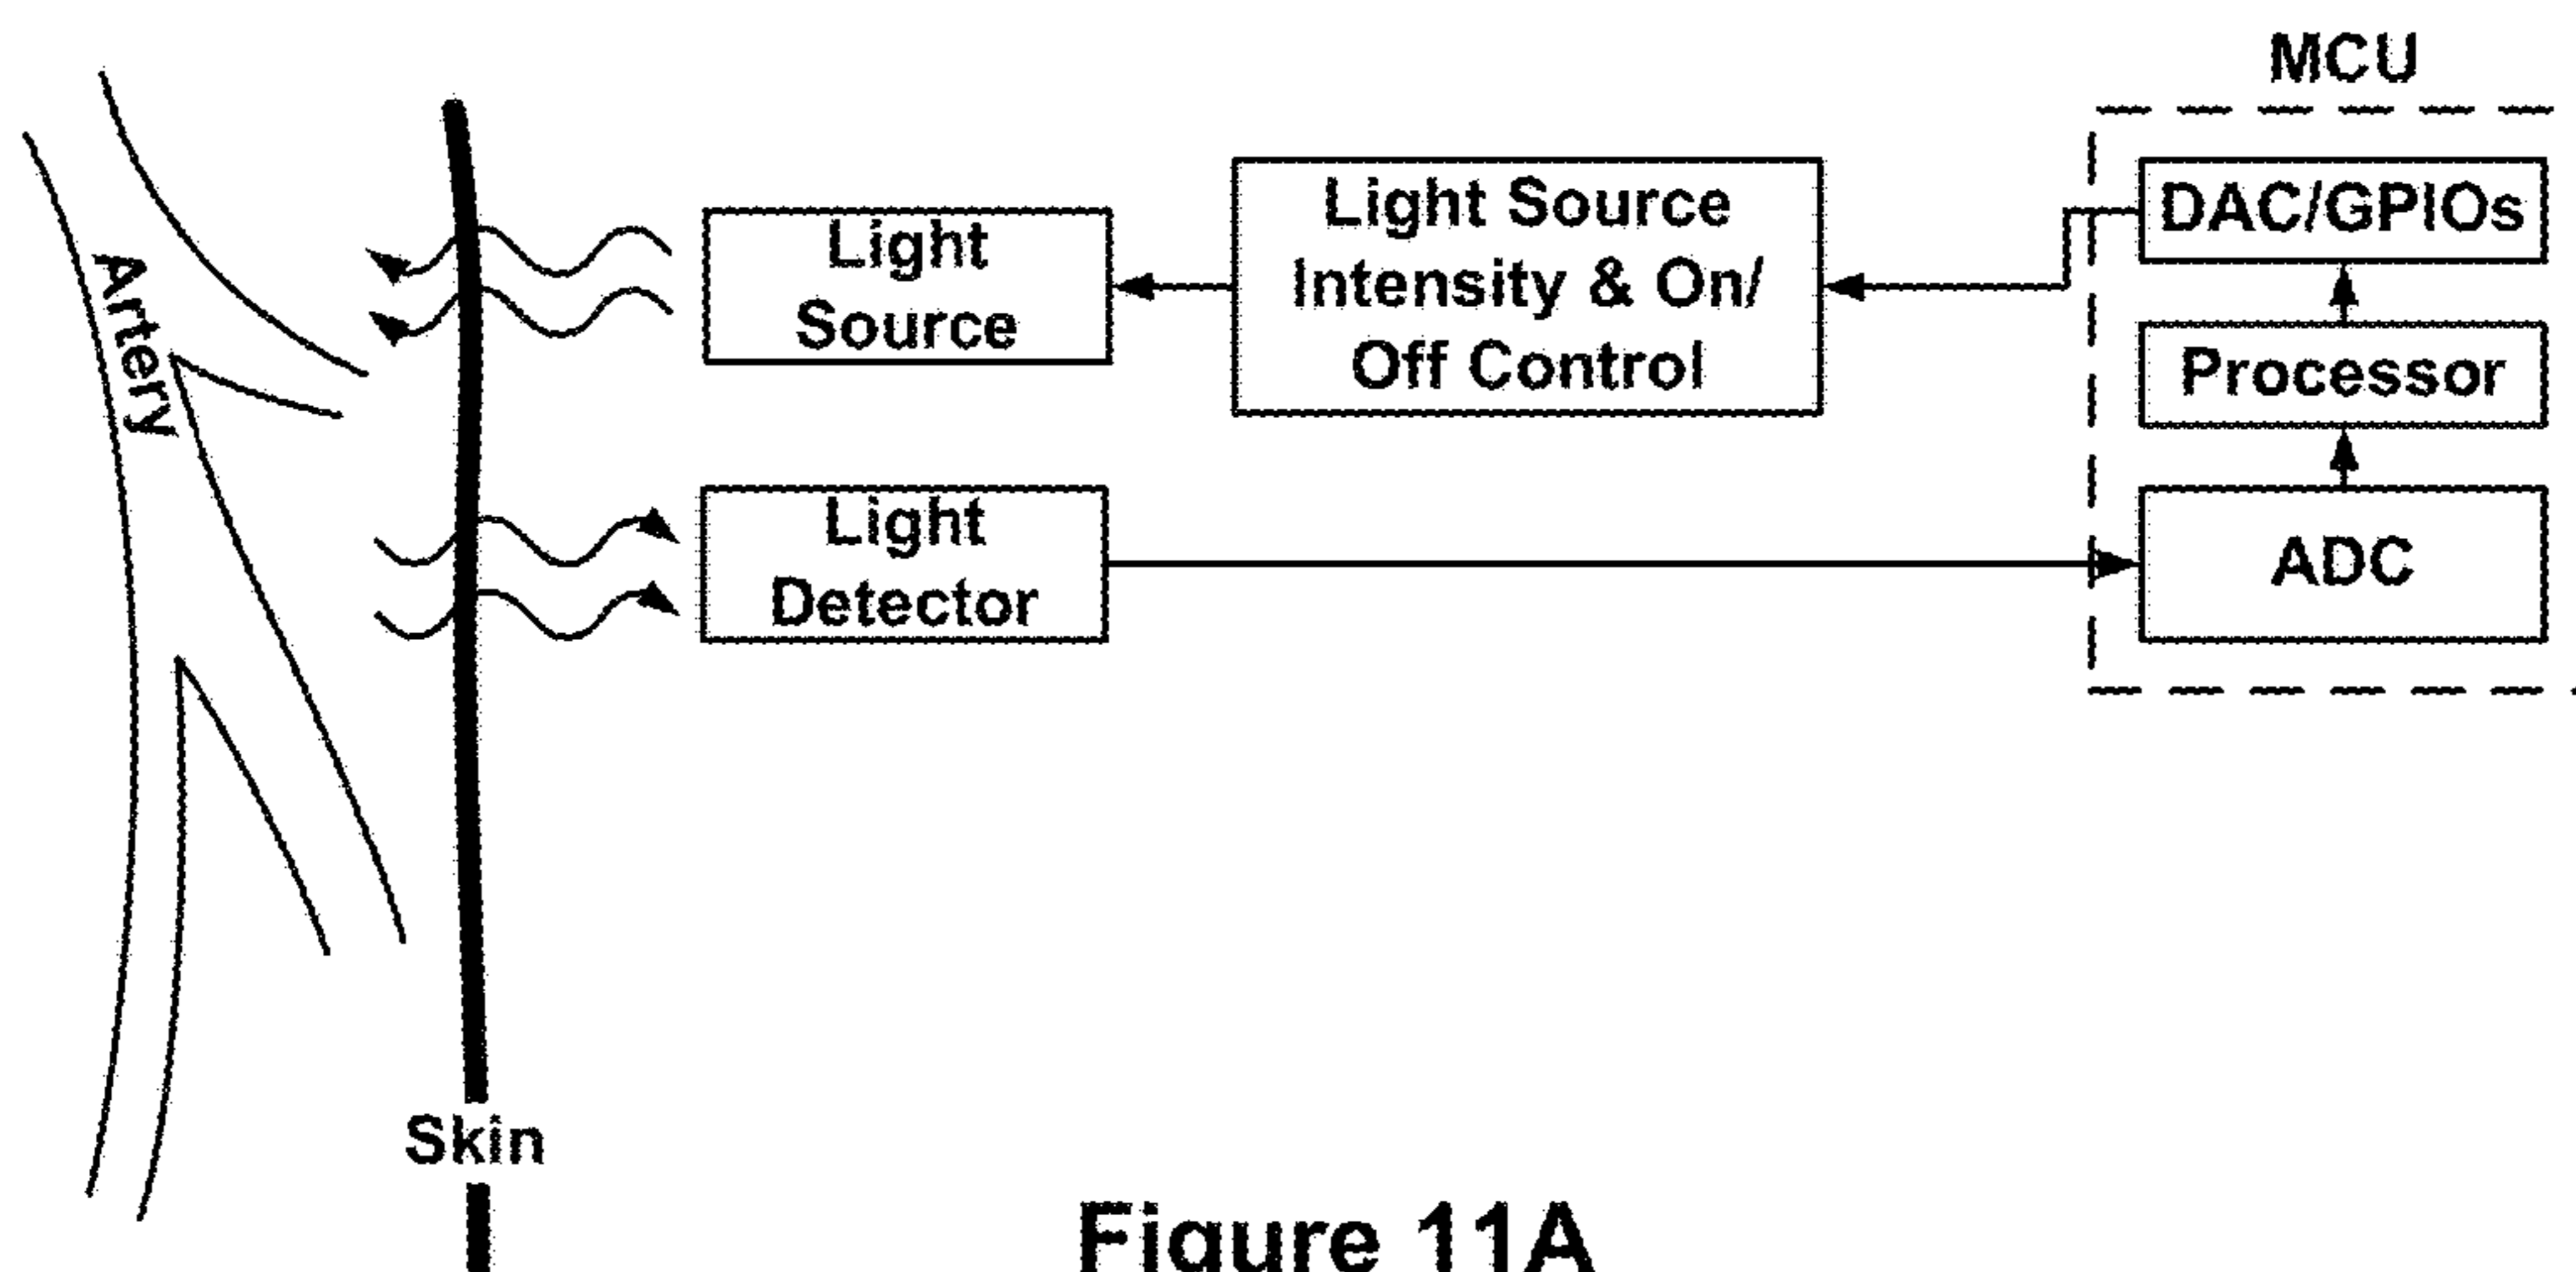 MCU
Artery
Light
Source
Light Source
Intensity & On/
Off Control
DAC/GPIOs
Processor
Light
Detector
ADC
Skin
Figure 11A